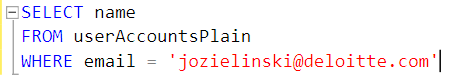 SELECT name
FROM userAccountsPlain
WHERE email = 'jozielinski@deloitte.com'